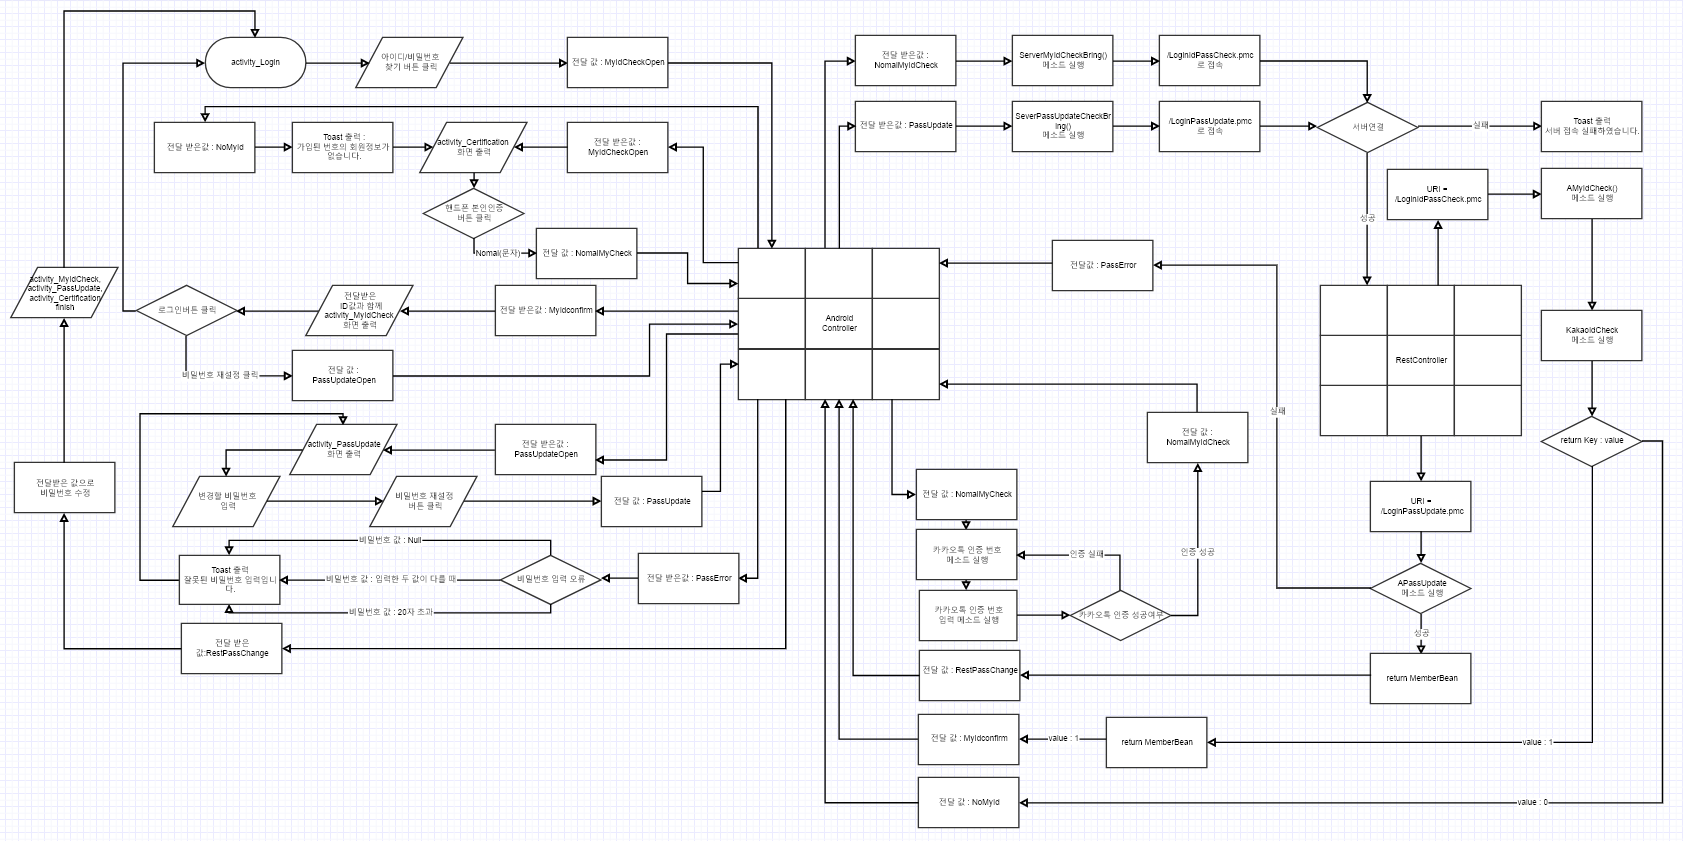 activity_Login
아이디/비밀번호
찾기 버튼 클릭
전달 값 : MyIdCheckOpen
전달 받은값 : NoMyId
Toast 출력 :
가입된 번호의 회원정보가
없습니다.
activity_Certification
화면 출력
전달 받은값 :
MyIdCheckOpen
핸드폰 본인인증
버튼 클릭
Nomal(문자)
전달 값 : NomalMyCheck
activity_MyIdCheck,
activity_PassUpdate,
activity_Certification
finish
로그인버튼 클릭
전달받은
ID값과 함께
activity_MyIdCheck
화면 출력
전달 받은값 : MyIdconfirm
비밀번호 재설정 클릭
전달 값 :
PassUpdateOpen
activity_PassUpdate
화면 출력
전달 받은값 :
PassUpdateOpen
전달받은 값으로
비밀번호 수정
변경할 비밀번호
입력
비밀번호 재설정
버튼 클릭
전달 값 : PassUpdate
비밀번호 값 : Null
Toast 출력
잘못된 비밀번호 입력입니
다.
비밀번호 값 : 입력한 두 값이 다를 때
비밀번호 입력 오류
전달 받은값 : PassError
비밀번호 값 : 20자 초과
전달 받은
값:RestPassChange
Android
Controller
전달 받은값 :
NomalMyIdCheck
ServerMyIdCheckBring()
메소드 실행
/LoginIdPassCheck.pmc
로 접속
전달 받은값 : PassUpdate
SeverPassUpdateCheckBr
ing()
메소드 실행
/LoginPassUpdate.pmc
로 접속
서버연결
실패
Toast 출력
서버 접속 실패하였습니다.
성공
URI =
/LoginIdPassCheck.pmc
AMyIdCheck()
메소드 실행
전달값 : PassError
RestController
KakaoIdCheck
메소드 실행
실패
return Key : value
전달 값 :
NomalMyIdCheck
전달 값 : NomalMyCheck
URI =
/LoginPassUpdate.pmc
카카오톡 인증 번호
메소드 실행
인증 실패
인증 성공
카카오톡 인증 번호
입력 메소드 실행
카카오톡 인증 성공여부
APassUpdate
메소드 실행
성공
전달 값 : RestPassChange
return MemberBean
전달 값 : MyIdconfirm
value : 1
return MemberBean
value : 1
전달 값 : NoMyId
value : 0